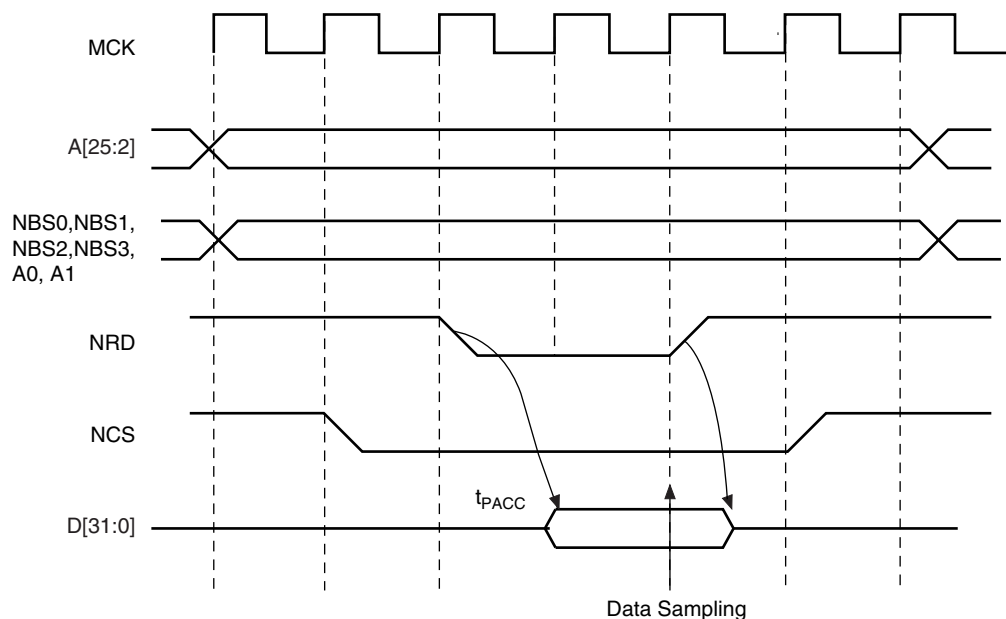 MCK
A[25:2]
NBS0,NBS1,
NBS2,NBS3,
A0, A1
NRD
NCS
tPACC
D[31:0]
Data Sampling